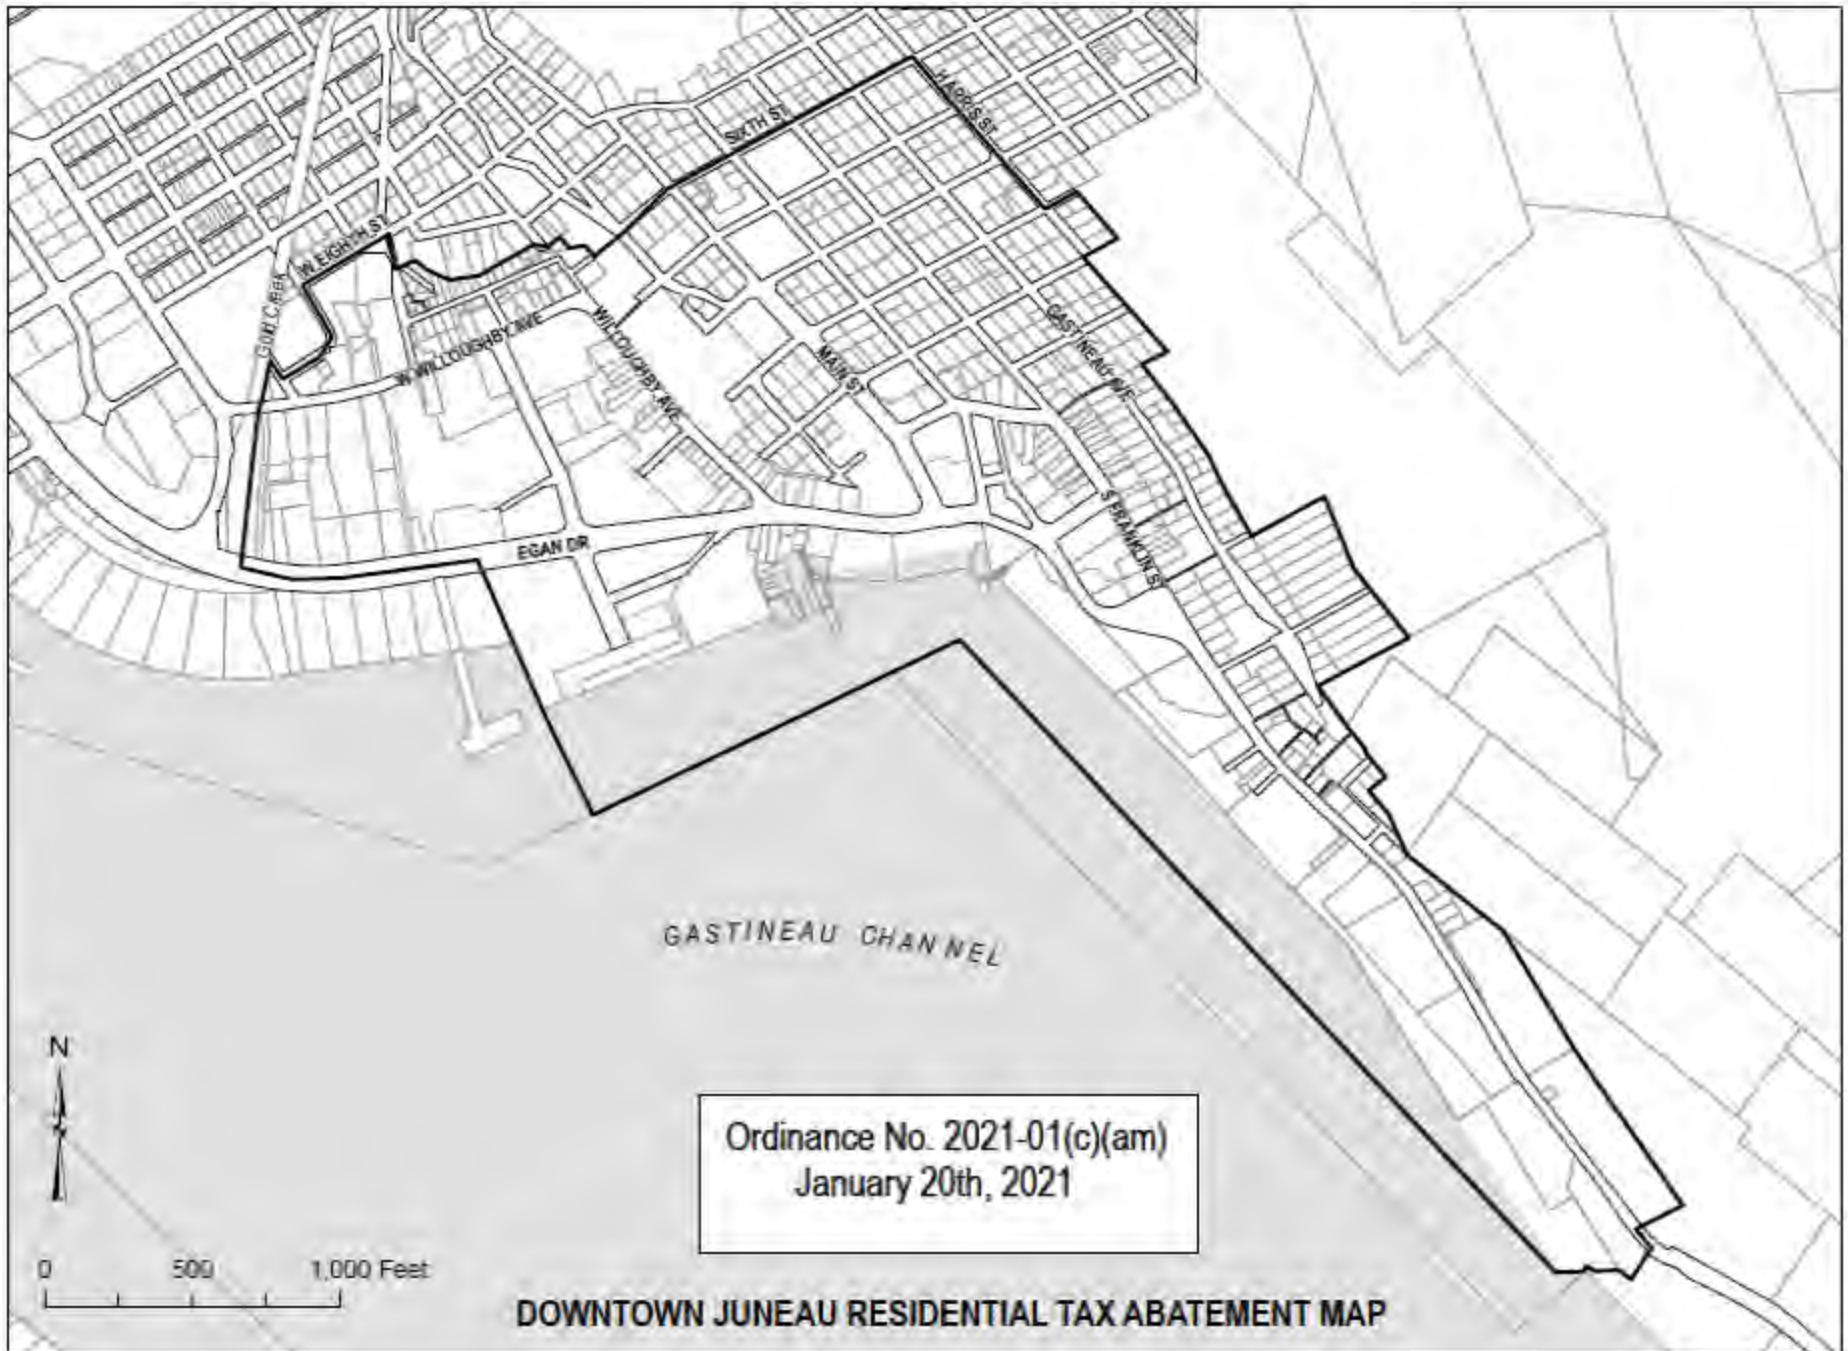 SIXTH ST
HARRIS ST
W. EIGHTH ST
Gold Creek
W. WILLOUGHBY AVE
WILLOUGHBY AVE
MAIN ST
GASTINEAU AVE
S FRANKLIN ST
EGAN DR
GASTINEAU CHANNEL
N
Ordinance No. 2021-01(c)(am)
January 20th, 2021
0 500 1,000 Feet
DOWNTOWN JUNEAU RESIDENTIAL TAX ABATEMENT MAP